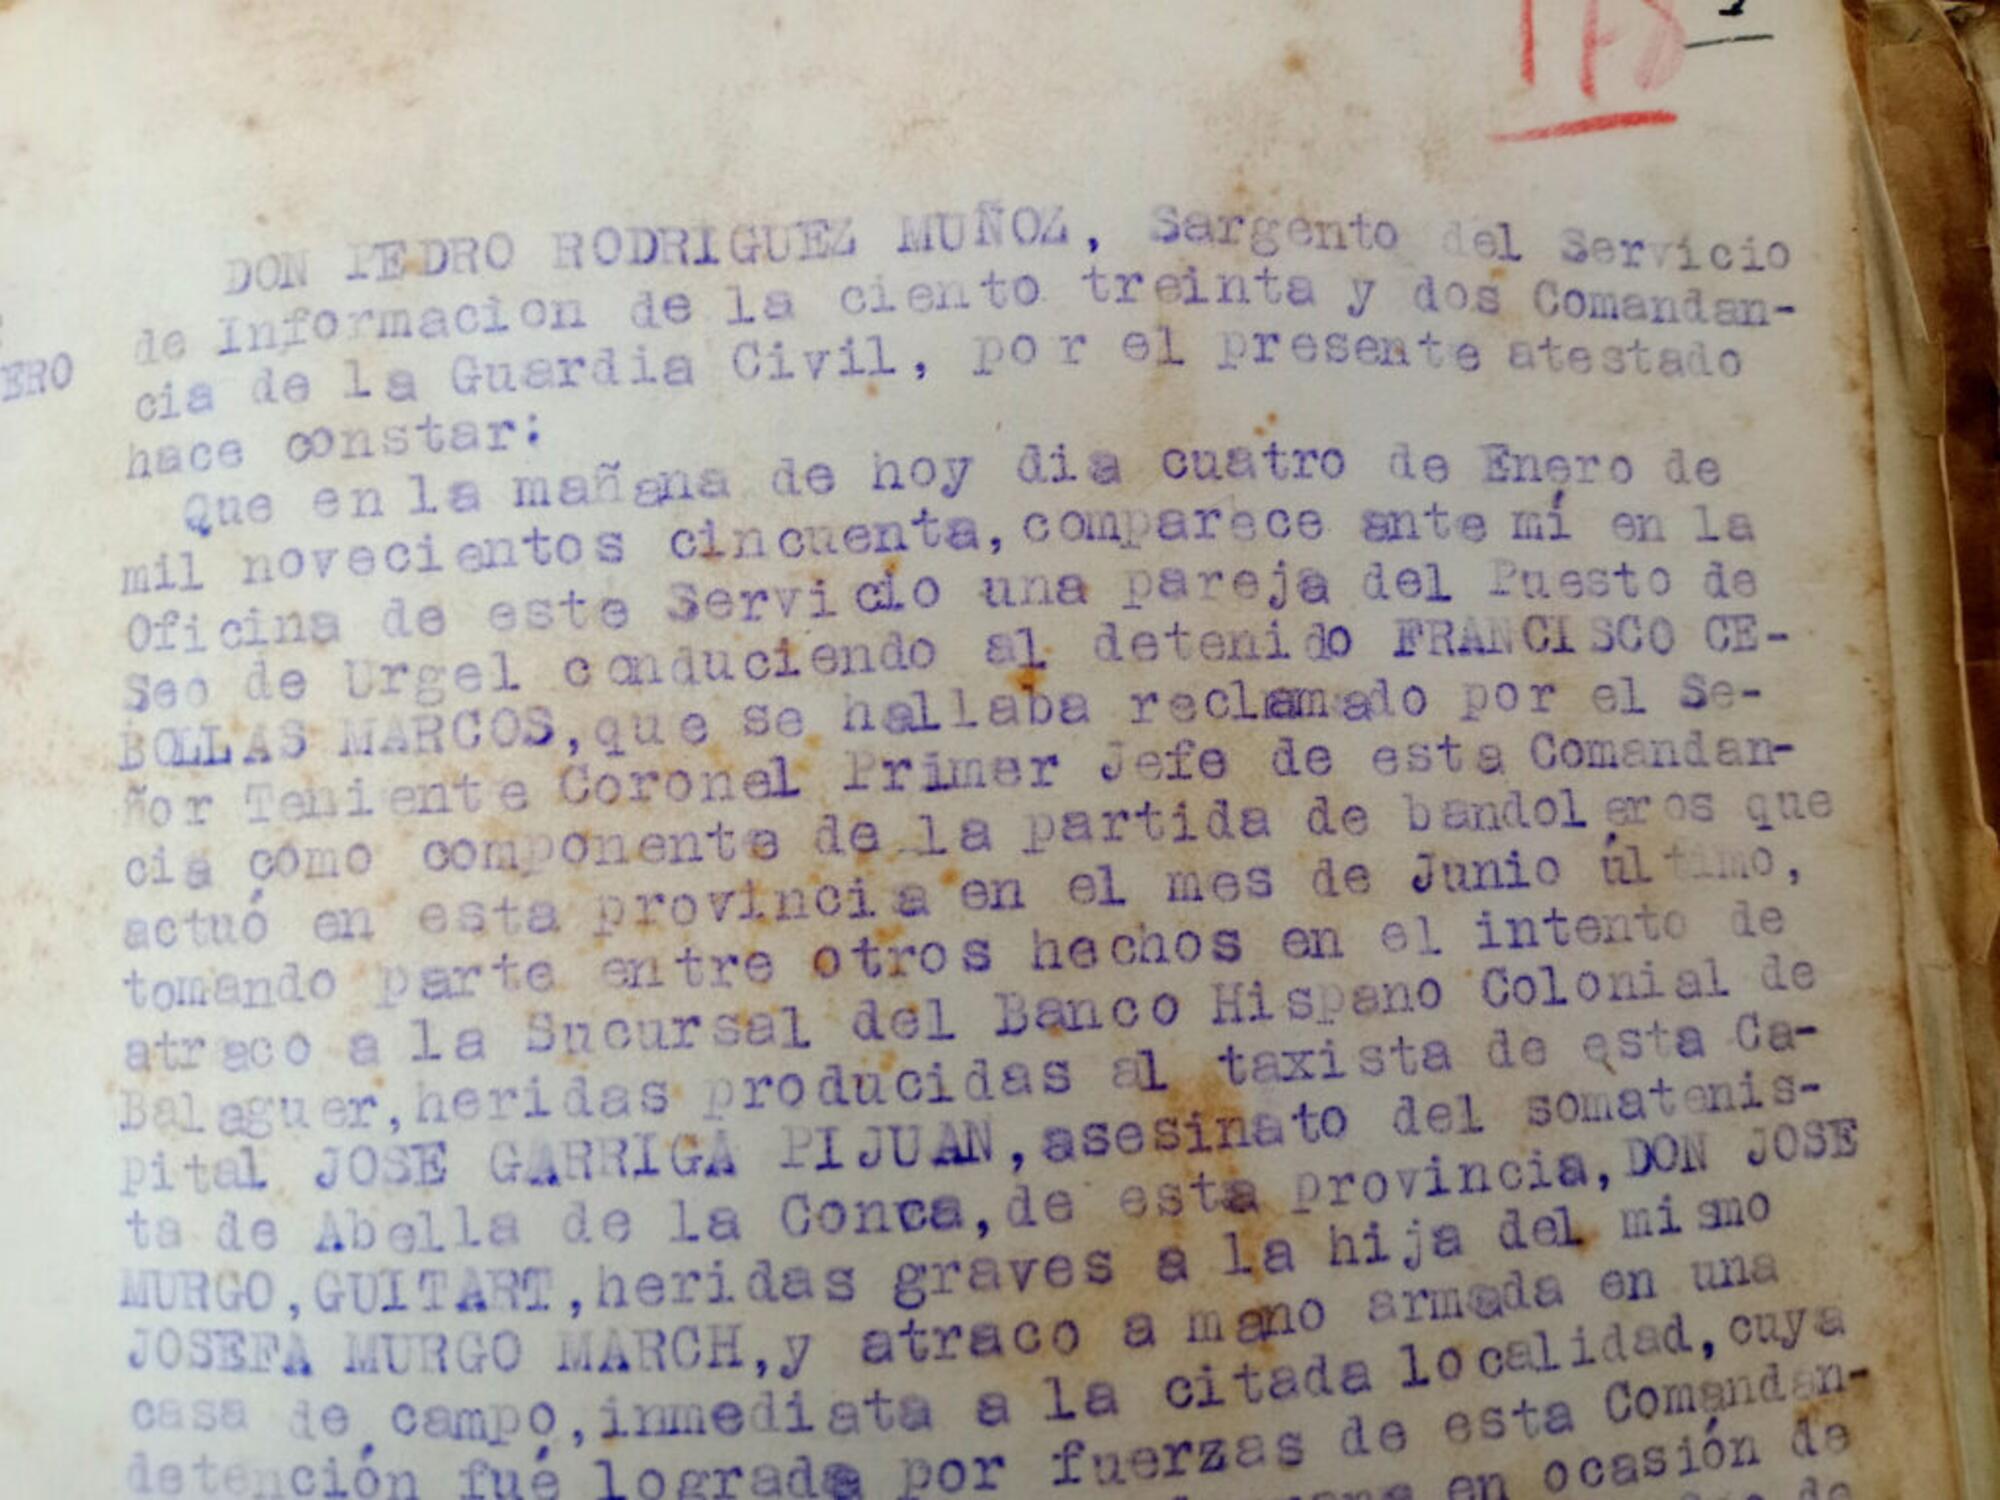 178
DON PEDRO RODRIGUEZ MUÑOZ, Sargento del Servicio
de Informacion de la ciento treinta y dos Comandan-
cia de la Guardia Civil, por el presente atestado
hace constar:
Que en la mañana de hoy dia cuatro de Enero de
mil novecientos cincuenta, comparece ante mí en la
Oficina de este Servicio una pareja del Puesto de
Seo de Urgel conduciendo al detenido FRANCISCO CE-
BOLLAS MARCOS, que se hallaba reclamado por el Se-
ñor Teniente Coronel Primer Jefe de esta Comandan-
cia como componente de la partida de bandoleros que
actuó en esta provincia en el mes de Junio último,
tomando parte entre otros hechos en el intento de
atraco a la Sucursal del Banco Hispano Colonial de
Balaguer, heridas producidas al taxista de esta Ca-
pital JOSE GARRIGA PIJUAN, asesinato del somatenis-
ta de Abella de la Conca, de esta provincia, DON JOSE
MURGO, GUITART, heridas graves a la hija del mismo
JOSEFA MURGO MARCH, y atraco a mano armada en una
casa de campo, inmediata a la citada localidad, cuya
detención fué lograda por fuerzas de esta Comandan-
en ocasión de
de
ERO